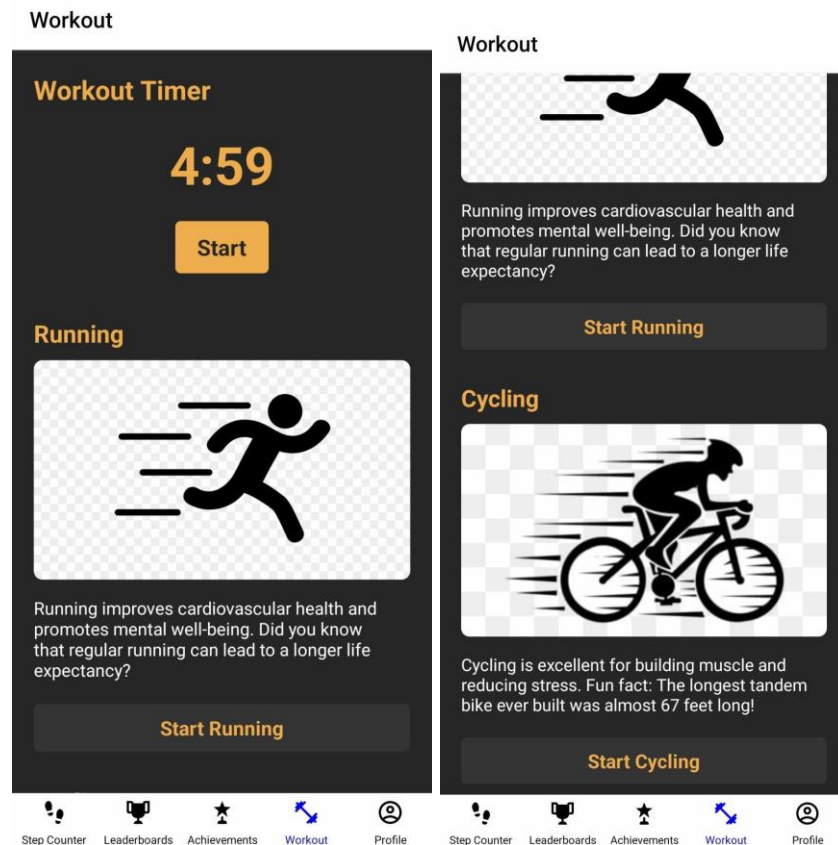 Workout
Workout Timer
4:59
Start
Running
Running improves cardiovascular health and
promotes mental well-being. Did you know
that regular running can lead to a longer life
expectancy?
Start Running
Step Counter
Leaderboards
Achievements
Workout
Profile
Workout
Running improves cardiovascular health and
promotes mental well-being. Did you know
that regular running can lead to a longer life
expectancy?
Start Running
Cycling
Cycling is excellent for building muscle and
reducing stress. Fun fact: The longest tandem
bike ever built was almost 67 feet long!
Start Cycling
Step Counter
Leaderboards
Achievements
Workout
Profile